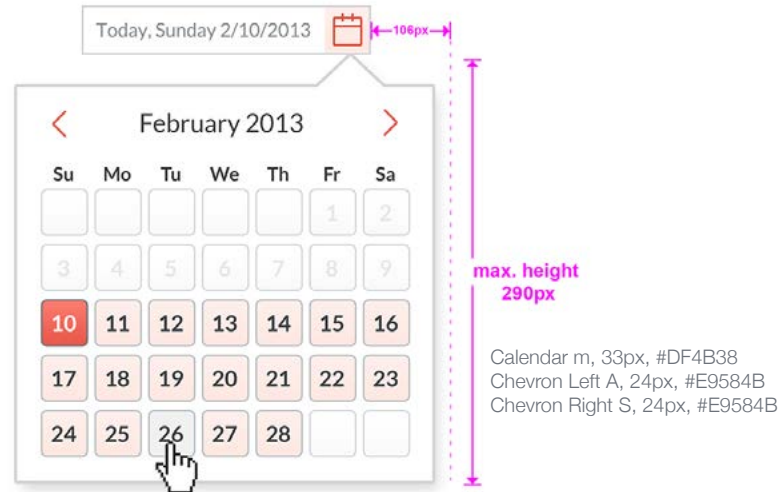 Today, Sunday 2/10/2013
106px
February 2013
Su Mo Tu We Th Fr Sa
1 2
3 4 5 6 7 8 9
10 11 12 13 14 15 16
17 18 19 20 21 22 23
24 25 26 27 28
max. height
290px
Calendar m, 33px, #DF4B38
Chevron Left A, 24px, #E9584B
Chevron Right S, 24px, #E9584B